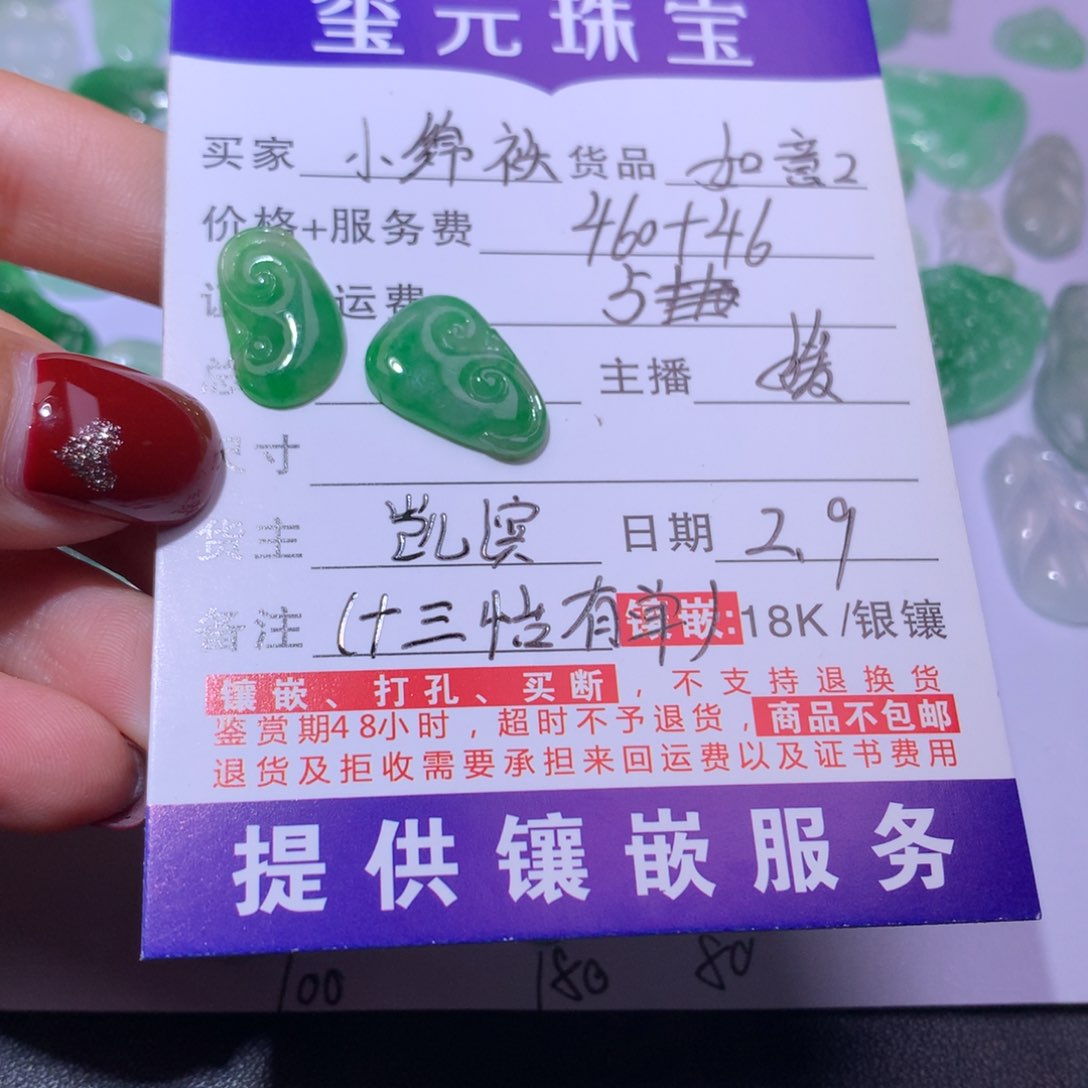 玺元珠宝
买家 小锦袄 货品 如意2
价格+服务费 460+46
运费
主播 媛
尺寸
货主 凯滨 日期 2.9
备注 (十三 有单) 镶嵌:18K/银镶
镶嵌、打孔、买断,不支持退换货
鉴赏期48小时,超时不予退货,商品不包邮
退货及拒收需要承担来回运费以及证书费用
提供镶嵌服务
100 180 80